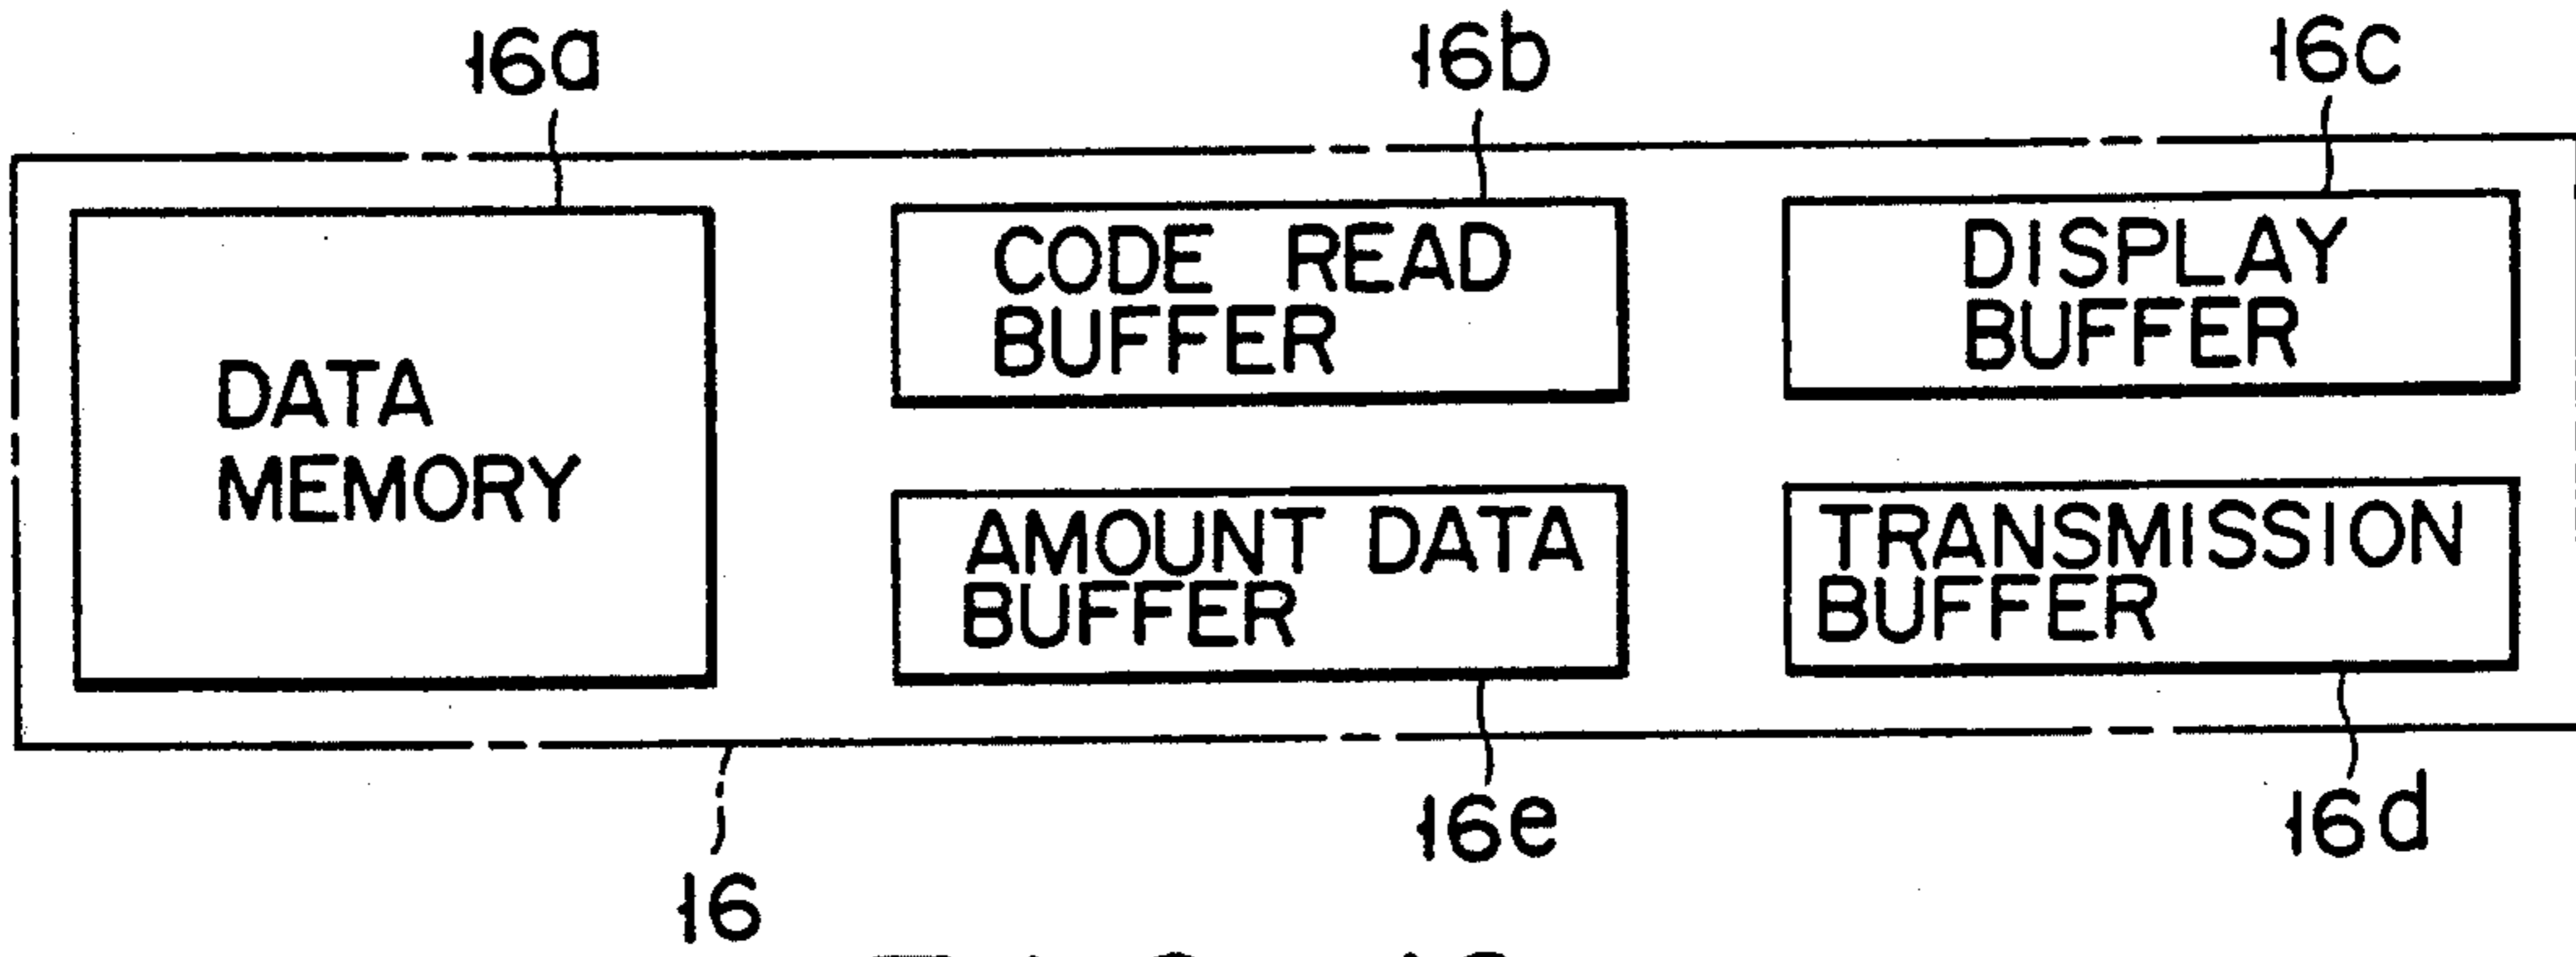 16a
16b
16c
DATA
MEMORY
CODE READ
BUFFER
DISPLAY
BUFFER
AMOUNT DATA
BUFFER
TRANSMISSION
BUFFER
16e
16d
16